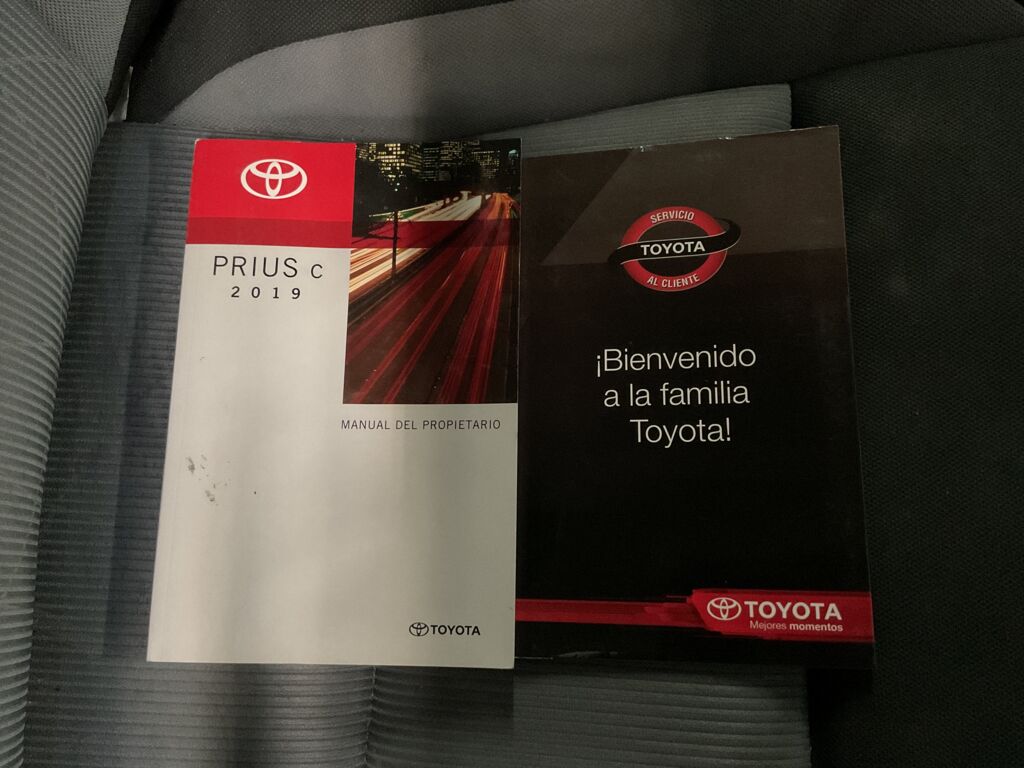 PRIUS c
2019
MANUAL DEL PROPIETARIO
TOYOTA
SERVICIO
TOYOTA
AL CLIENTE
¡Bienvenido
a la familia
Toyota!
TOYOTA
Mejores momentos